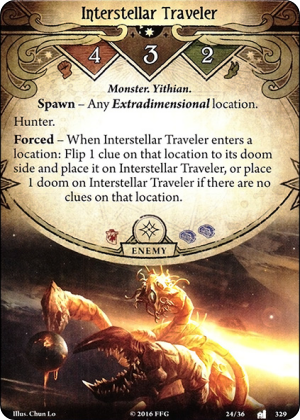 Interstellar Traveler
4 3 2
Monster. Yithian.
Spawn – Any Extradimensional location.
Hunter.
Forced – When Interstellar Traveler enters a
location: Flip 1 clue on that location to its doom
side and place it on Interstellar Traveler, or place
1 doom on Interstellar Traveler if there are no
clues on that location.
ENEMY
Illus. Chun Lo © 2016 FFG 24/36 329